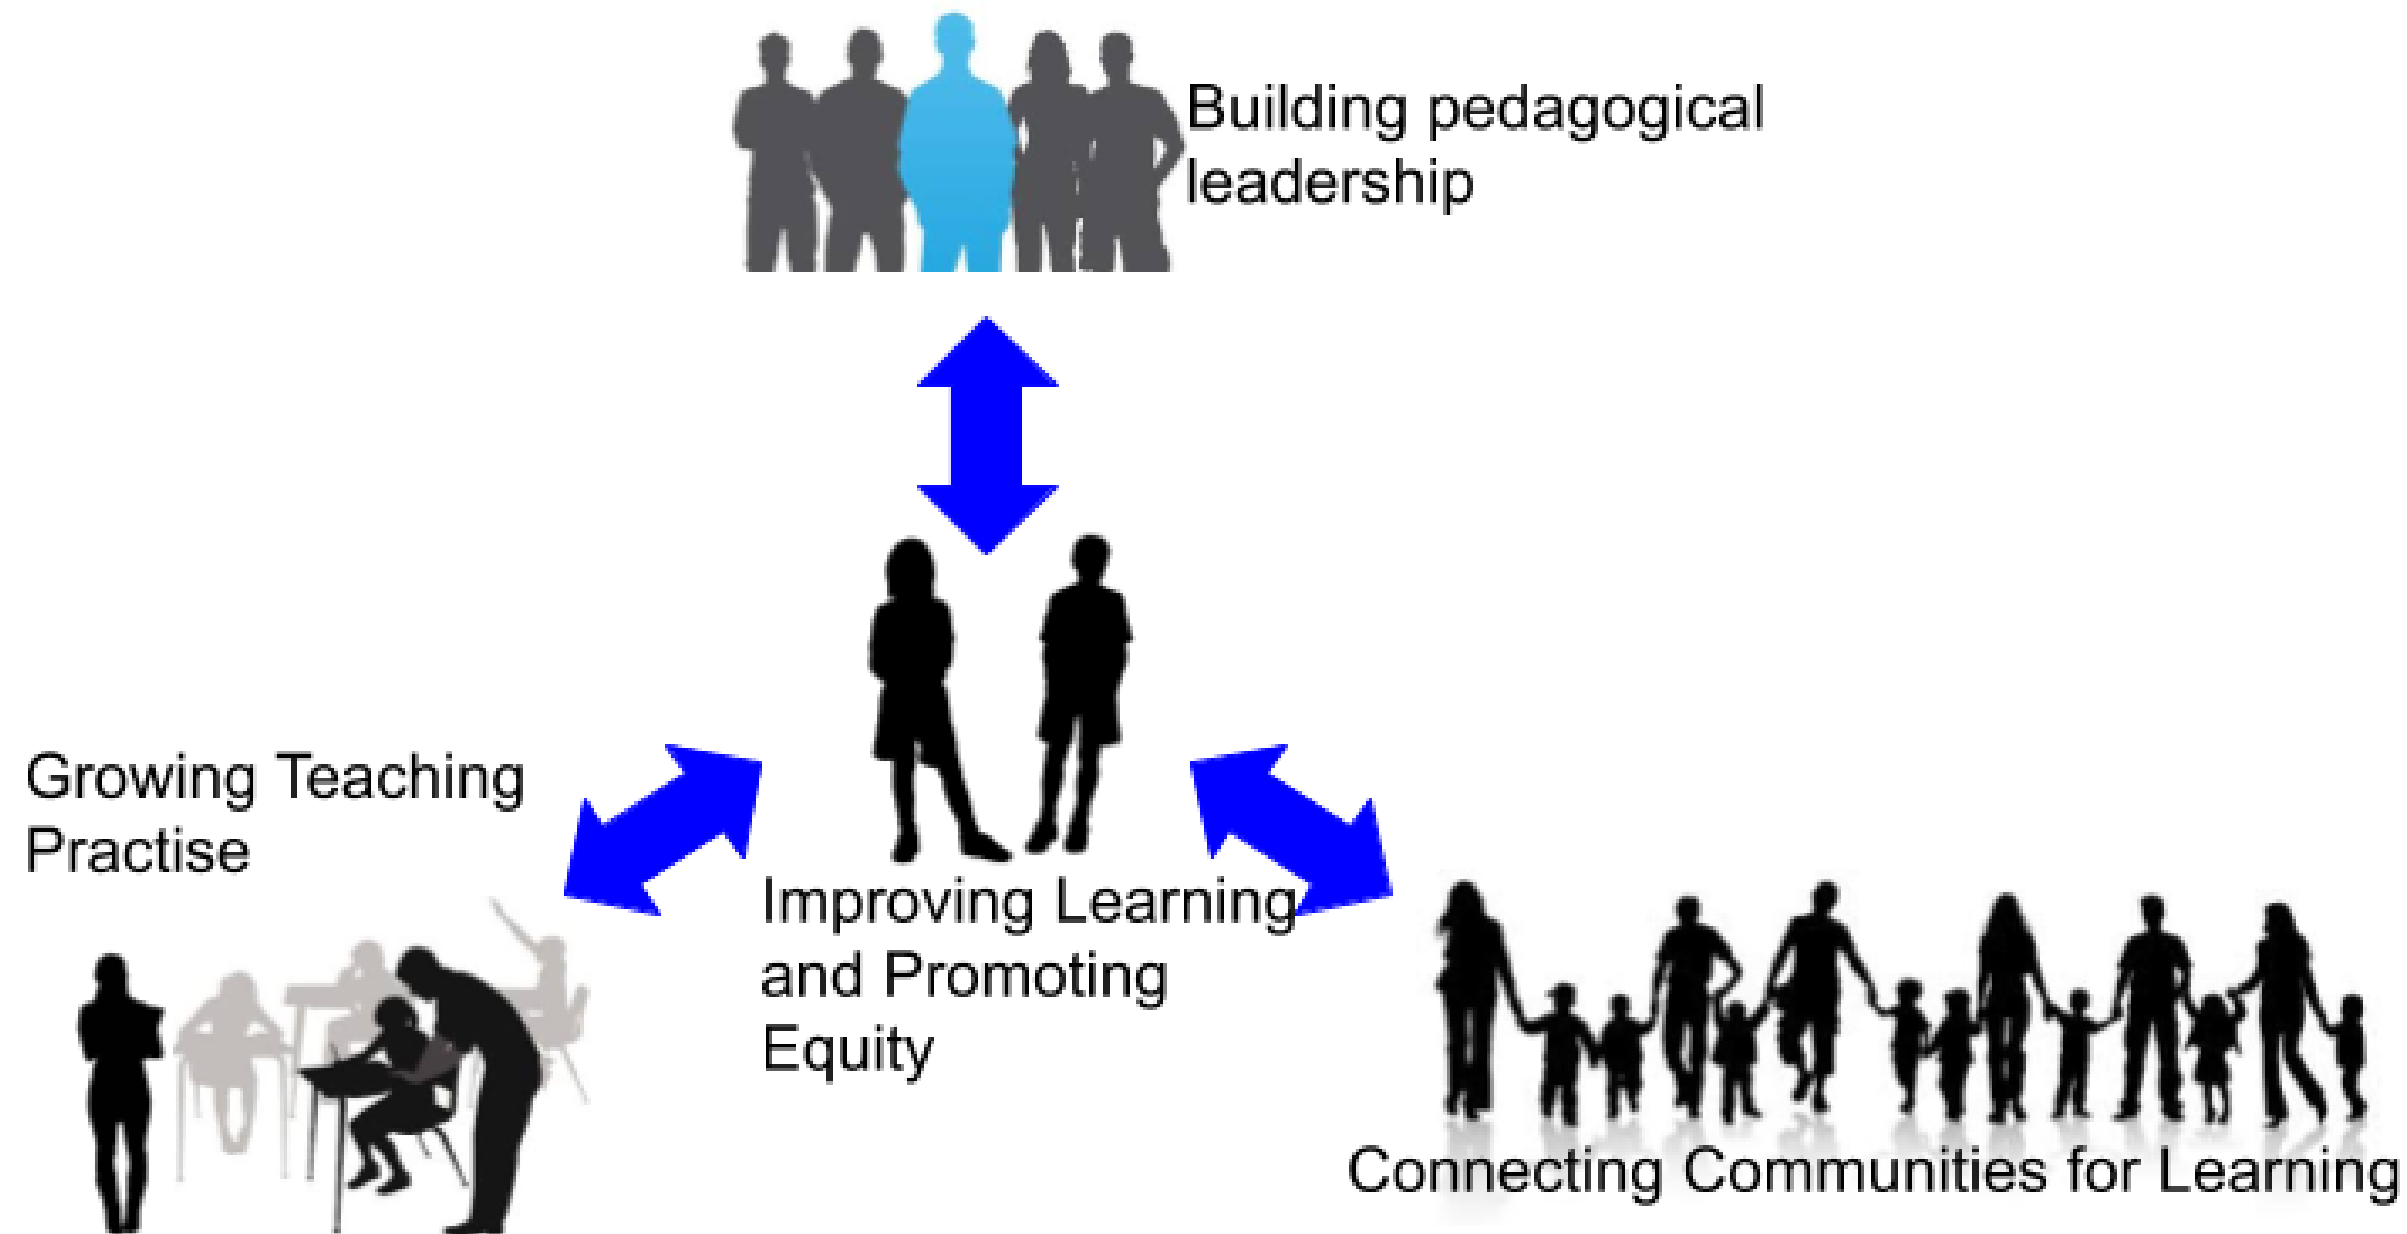 Building pedagogical
leadership
Growing Teaching
Practise
Improving Learning
and Promoting
Equity
Connecting Communities for Learning